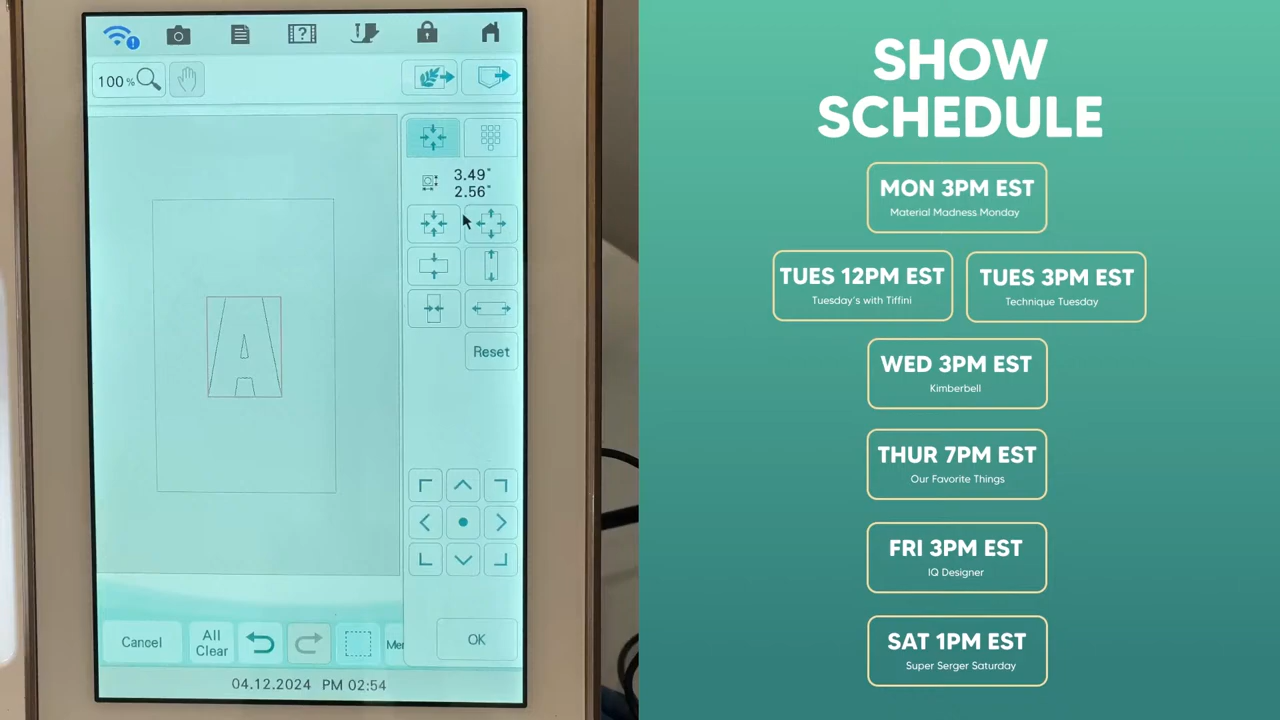 100 %
3.49"
2.56"
Reset
A
Cancel
All
Clear
OK
04.12.2024 PM 02:54
SHOW
SCHEDULE
MON 3PM EST
Material Madness Monday
TUES 12PM EST
Tuesday's with Tiffini
TUES 3PM EST
Technique Tuesday
WED 3PM EST
Kimberbell
THUR 7PM EST
Our Favorite Things
FRI 3PM EST
IQ Designer
SAT 1PM EST
Super Serger Saturday